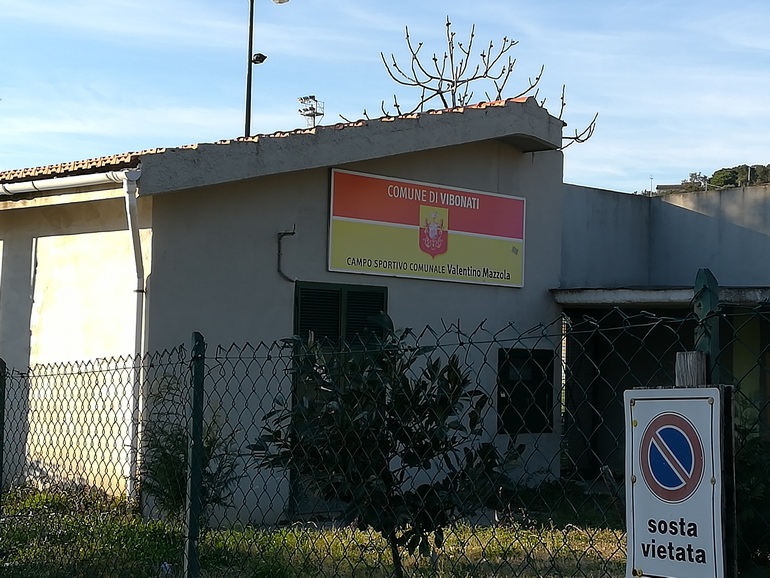 COMUNE DI VIBONATI
CAMPO SPORTIVO COMUNALE Valentino Mazzola
sosta
vietata